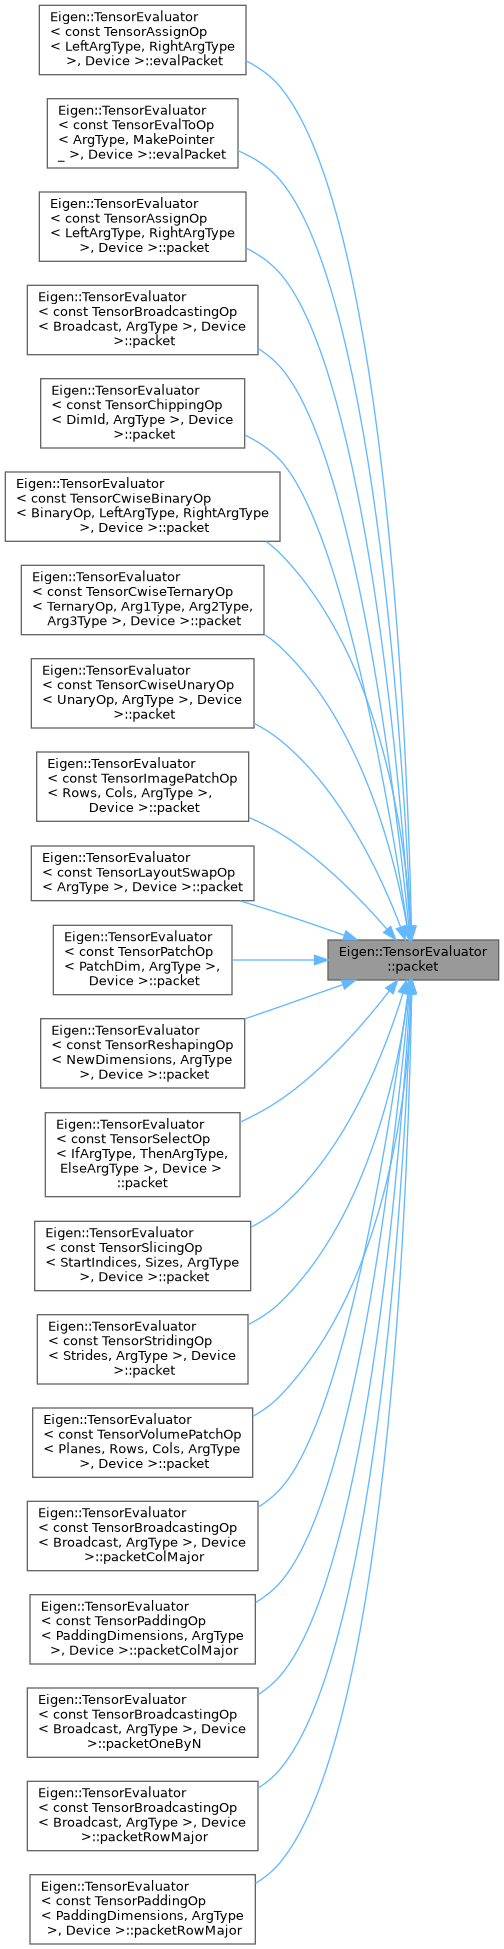 Eigen::TensorEvaluator
< const TensorAssignOp
< LeftArgType, RightArgType
>, Device >::evalPacket
Eigen::TensorEvaluator
< const TensorEvalToOp
< ArgType, MakePointer
_ >, Device >::evalPacket
Eigen::TensorEvaluator
< const TensorAssignOp
< LeftArgType, RightArgType
>, Device >::packet
Eigen::TensorEvaluator
< const TensorBroadcastingOp
< Broadcast, ArgType >, Device
>::packet
Eigen::TensorEvaluator
< const TensorChippingOp
< DimId, ArgType >, Device
>::packet
Eigen::TensorEvaluator
< const TensorCwiseBinaryOp
< BinaryOp, LeftArgType, RightArgType
>, Device >::packet
Eigen::TensorEvaluator
< const TensorCwiseTernaryOp
< TernaryOp, Arg1Type, Arg2Type,
Arg3Type >, Device >::packet
Eigen::TensorEvaluator
< const TensorCwiseUnaryOp
< UnaryOp, ArgType >, Device
>::packet
Eigen::TensorEvaluator
< const TensorImagePatchOp
< Rows, Cols, ArgType >,
Device >::packet
Eigen::TensorEvaluator
< const TensorLayoutSwapOp
< ArgType >, Device >::packet
Eigen::TensorEvaluator
< const TensorPatchOp
< PatchDim, ArgType >,
Device >::packet
Eigen::TensorEvaluator
::packet
Eigen::TensorEvaluator
< const TensorReshapingOp
< NewDimensions, ArgType
>, Device >::packet
Eigen::TensorEvaluator
< const TensorSelectOp
< IfArgType, ThenArgType,
ElseArgType >, Device >
::packet
Eigen::TensorEvaluator
< const TensorSlicingOp
< StartIndices, Sizes, ArgType
>, Device >::packet
Eigen::TensorEvaluator
< const TensorStridingOp
< Strides, ArgType >, Device
>::packet
Eigen::TensorEvaluator
< const TensorVolumePatchOp
< Planes, Rows, Cols, ArgType
>, Device >::packet
Eigen::TensorEvaluator
< const TensorBroadcastingOp
< Broadcast, ArgType >, Device
>::packetColMajor
Eigen::TensorEvaluator
< const TensorPaddingOp
< PaddingDimensions, ArgType
>, Device >::packetColMajor
Eigen::TensorEvaluator
< const TensorBroadcastingOp
< Broadcast, ArgType >, Device
>::packetOneByN
Eigen::TensorEvaluator
< const TensorBroadcastingOp
< Broadcast, ArgType >, Device
>::packetRowMajor
Eigen::TensorEvaluator
< const TensorPaddingOp
< PaddingDimensions, ArgType
>, Device >::packetRowMajor